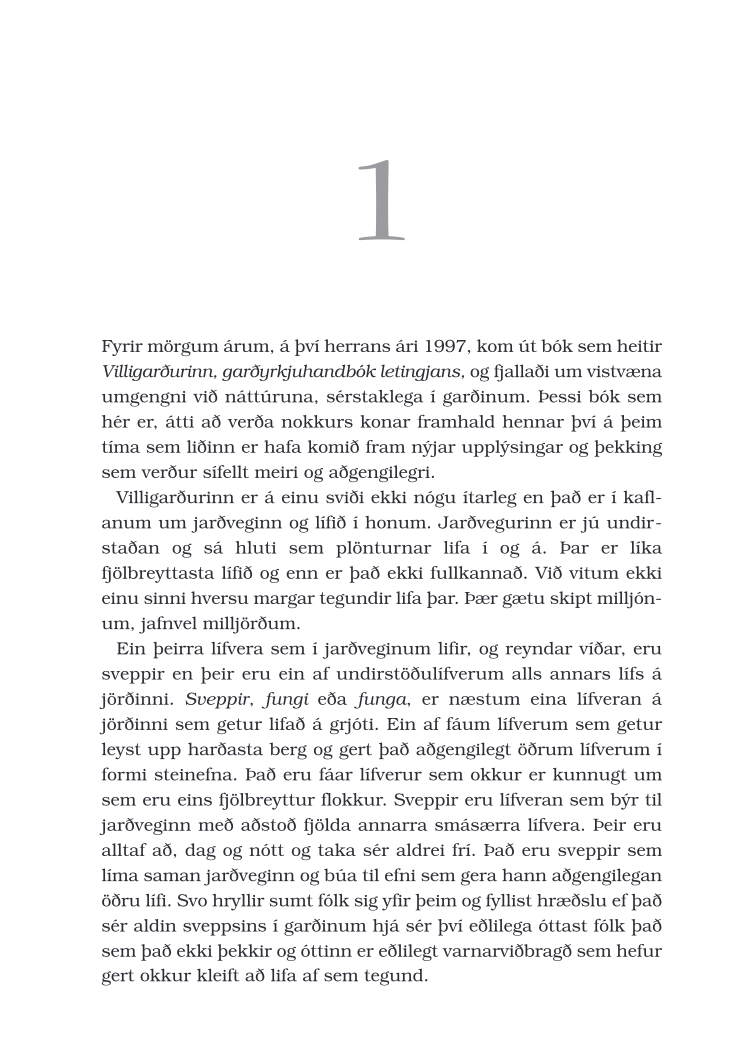 1
Fyrir mörgum árum, á því herrans ári 1997, kom út bók sem heitir
Villigarðurinn, garðyrkjuhandbók letingjans, og fjallaði um vistvæna
umgengni við náttúruna, sérstaklega í garðinum. Þessi bók sem
hér er, átti að verða nokkurs konar framhald hennar því á þeim
tíma sem liðinn er hafa komið fram nýjar upplýsingar og þekking
sem verður sífellt meiri og aðgengilegri.
Villigarðurinn er á einu sviði ekki nógu ítarleg en það er í kafl-
anum um jarðveginn og lífið í honum. Jarðvegurinn er jú undir-
staðan og sá hluti sem plönturnar lifa í og á. Þar er líka
fjölbreyttasta lífið og enn er það ekki fullkannað. Við vitum ekki
einu sinni hversu margar tegundir lifa þar. Þær gætu skipt milljón-
um, jafnvel milljörðum.
Ein þeirra lífvera sem í jarðveginum lifir, og reyndar víðar, eru
sveppir en þeir eru ein af undirstöðulífverum alls annars lífs á
jörðinni. Sveppir, fungi eða funga, er næstum eina lífveran á
jörðinni sem getur lifað á grjóti. Ein af fáum lífverum sem getur
leyst upp harðasta berg og gert það aðgengilegt öðrum lífverum í
formi steinefna. Það eru fáar lífverur sem okkur er kunnugt um
sem eru eins fjölbreyttur flokkur. Sveppir eru lífveran sem býr til
jarðveginn með aðstoð fjölda annarra smásærra lífvera. Þeir eru
alltaf að, dag og nótt og taka sér aldrei frí. Það eru sveppir sem
líma saman jarðveginn og búa til efni sem gera hann aðgengilegan
öðru lífi. Svo hryllir sumt fólk sig yfir þeim og fyllist hræðslu ef það
sér aldin sveppsins í garðinum hjá sér því eðlilega óttast fólk það
sem það ekki þekkir og óttinn er eðlilegt varnarviðbragð sem hefur
gert okkur kleift að lifa af sem tegund.